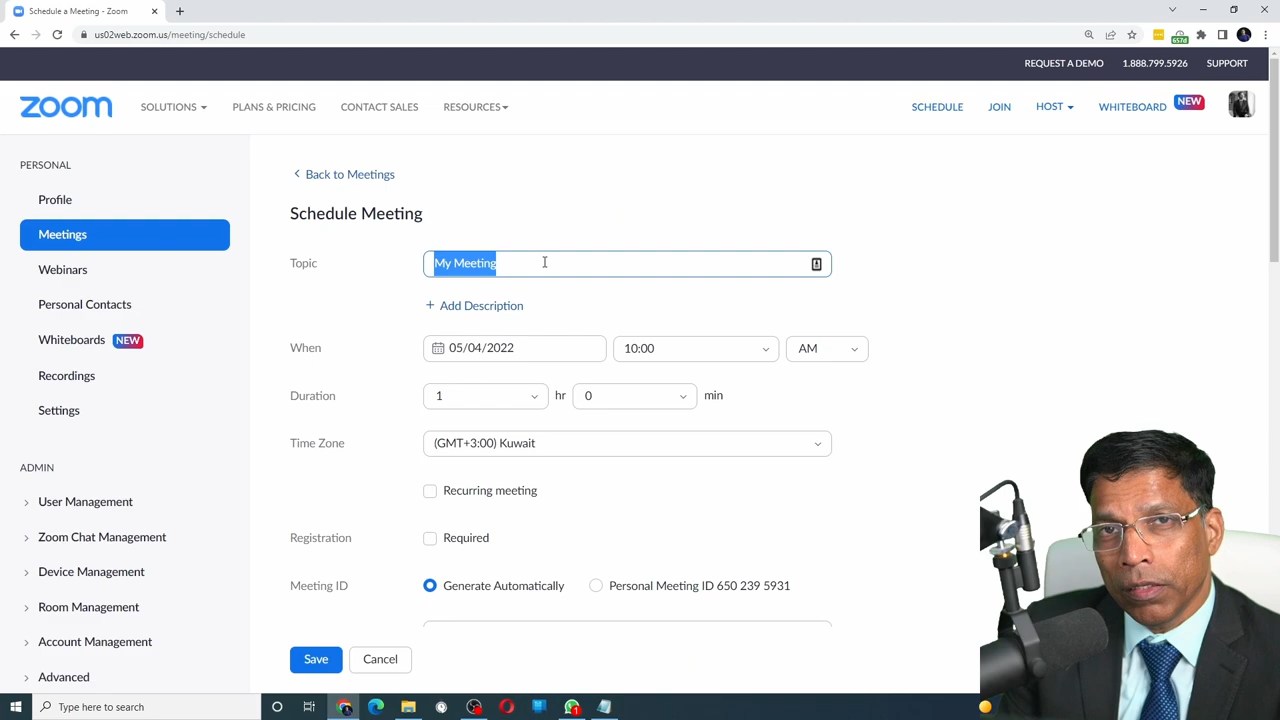 Schedule a Meeting - Zoom
us02web.zoom.us/meeting/schedule
REQUEST A DEMO 1.888.799.5926 SUPPORT
zoom SOLUTIONS PLANS & PRICING CONTACT SALES RESOURCES SCHEDULE JOIN HOST WHITEBOARD NEW
PERSONAL
Profile
Meetings
Webinars
Personal Contacts
Whiteboards NEW
Recordings
Settings
ADMIN
User Management
Zoom Chat Management
Device Management
Room Management
Account Management
Advanced
Back to Meetings
Schedule Meeting
Topic My Meeting
+ Add Description
When 05/04/2022 10:00 AM
Duration 1 hr 0 min
Time Zone (GMT+3:00) Kuwait
Recurring meeting
Registration Required
Meeting ID Generate Automatically Personal Meeting ID 650 239 5931
Save Cancel
Type here to search
1